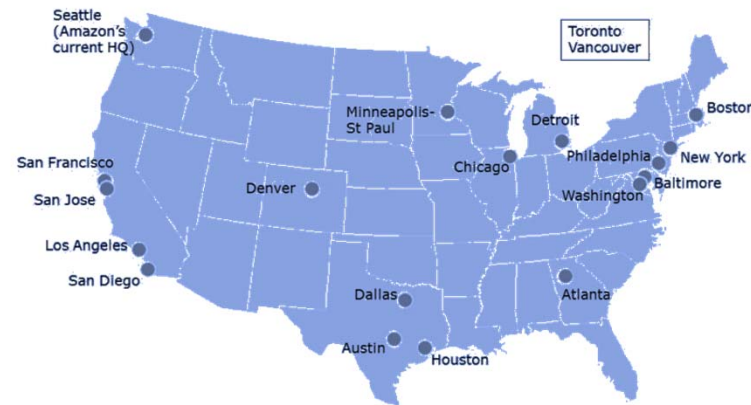 Seattle
(Amazon's
current HQ)
Toronto
Vancouver
Minneapolis-
St Paul
Detroit
Boston
Chicago
Philadelphia
New York
San Francisco
San Jose
Denver
Washington
Baltimore
Los Angeles
San Diego
Dallas
Atlanta
Austin
Houston